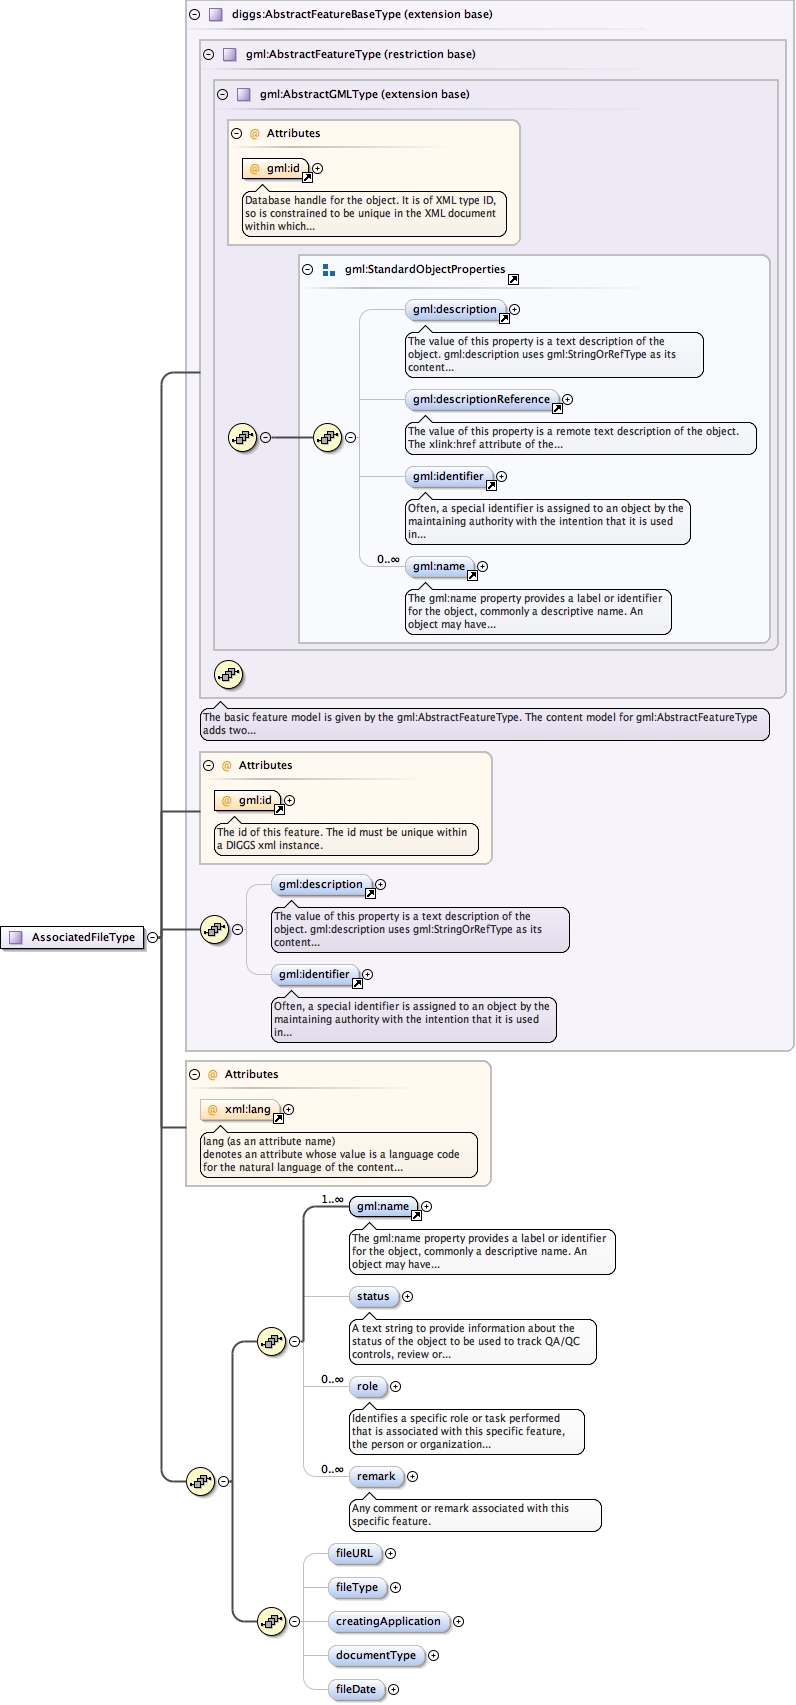 diggs:AbstractFeatureBaseType (extension base)
gml:AbstractFeatureType (restriction base)
gml:AbstractGMLType (extension base)
@ Attributes
@ gml:id
Database handle for the object. It is of XML type ID,
so is constrained to be unique in the XML document
within which...
gml:StandardObjectProperties
gml:description
The value of this property is a text description of the
object. gml:description uses gml:StringOrRefType as its
content...
gml:descriptionReference
The value of this property is a remote text description of the object.
The xlink:href attribute of the...
gml:identifier
Often, a special identifier is assigned to an object by the
maintaining authority with the intention that it is used
in...
0..∞
gml:name
The gml:name property provides a label or identifier
for the object, commonly a descriptive name. An
object may have...
The basic feature model is given by the gml:AbstractFeatureType. The content model for gml:AbstractFeatureType
adds two...
@ Attributes
@ gml:id
The id of this feature. The id must be unique within
a DIGGS xml instance.
gml:description
The value of this property is a text description of the
object. gml:description uses gml:StringOrRefType as its
content...
AssociatedFileType
gml:identifier
Often, a special identifier is assigned to an object by the
maintaining authority with the intention that it is used
in...
@ Attributes
@ xml:lang
lang (as an attribute name)
denotes an attribute whose value is a language code
for the natural language of the content...
1..∞
gml:name
The gml:name property provides a label or identifier
for the object, commonly a descriptive name. An
object may have...
status
A text string to provide information about the
status of the object to be used to track QA/QC
controls, review or...
0..∞
role
Identifies a specific role or task performed
that is associated with this specific feature,
the person or organization...
0..∞
remark
Any comment or remark associated with this
specific feature.
fileURL
fileType
creatingApplication
documentType
fileDate